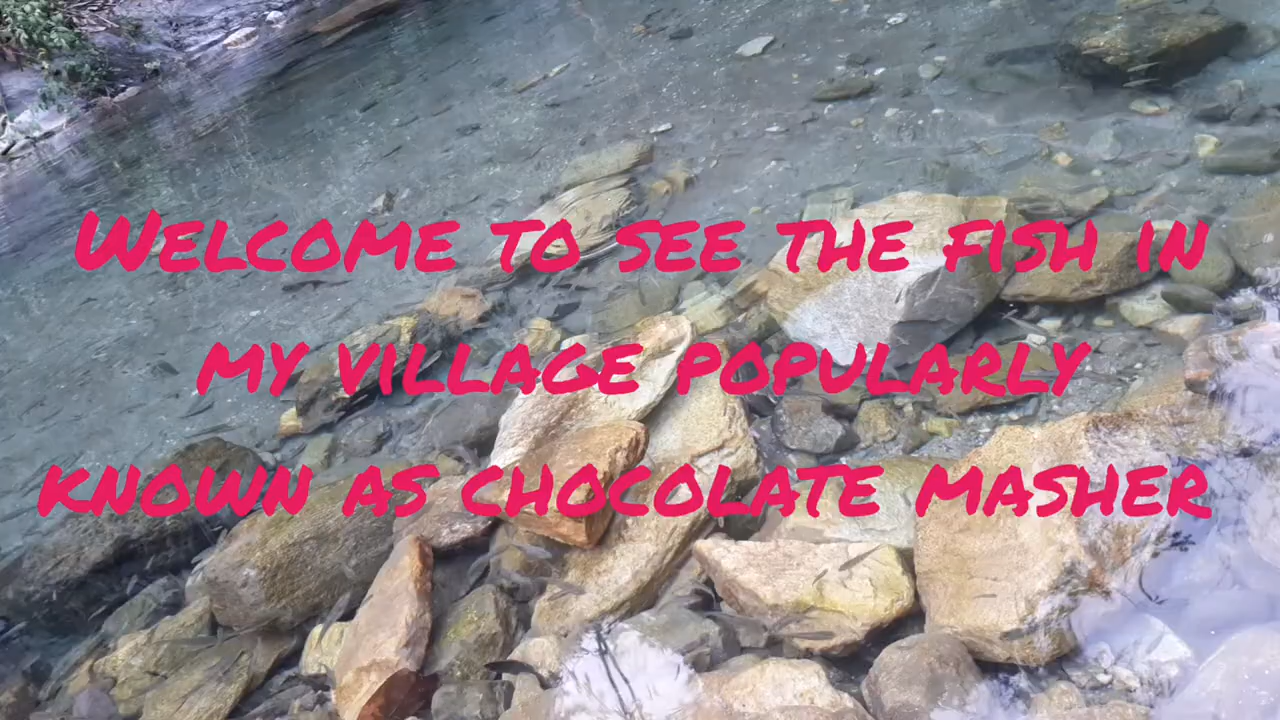 Welcome to see the fish in
my village popularly
known as chocolate masher